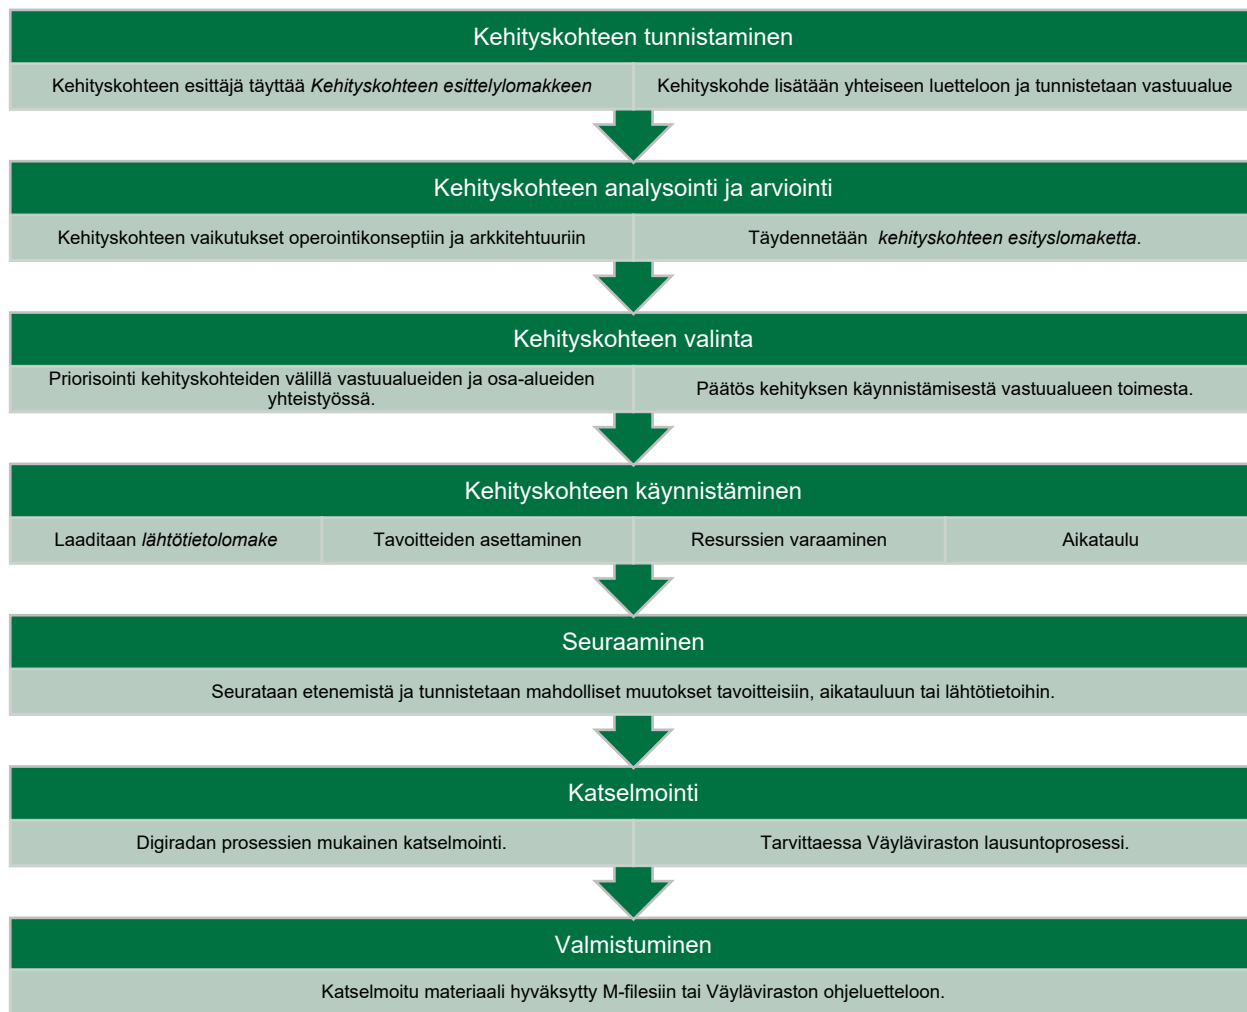 Kehityskohteen tunnistaminen
Kehityskohteen esittäjä täyttää Kehityskohteen esittelylomakkeen
Kehityskohde lisätään yhteiseen luetteloon ja tunnistetaan vastuualue
Kehityskohteen analysointi ja arviointi
Kehityskohteen vaikutukset operointikonseptiin ja arkkitehtuuriin
Täydennetään kehityskohteen esityslomaketta.
Kehityskohteen valinta
Priorisointi kehityskohteiden välillä vastuualueiden ja osa-alueiden
yhteistyössä.
Päätös kehityksen käynnistämisestä vastuualueen toimesta.
Kehityskohteen käynnistäminen
Laaditaan lähtötietolomake
Tavoitteiden asettaminen
Resurssien varaaminen
Aikataulu
Seuraaminen
Seurataan etenemistä ja tunnistetaan mahdolliset muutokset tavoitteisiin, aikatauluun tai lähtötietoihin.
Katselmointi
Digiradan prosessien mukainen katselmointi.
Tarvittaessa Väyläviraston lausuntoprosessi.
Valmistuminen
Katselmoitu materiaali hyväksytty M-filesiin tai Väyläviraston ohjeluetteloon.